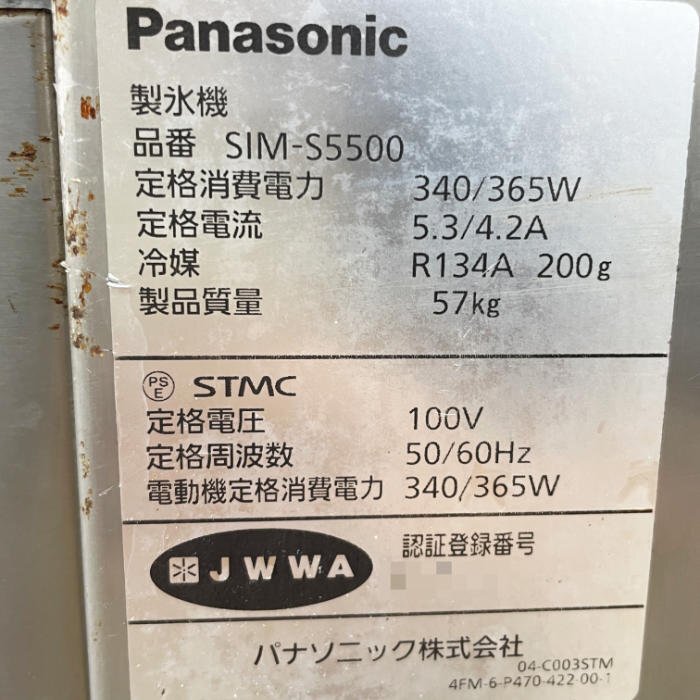 Panasonic
製氷機
品番 SIM-S5500
定格消費電力 340/365W
定格電流 5.3/4.2A
冷媒 R134A 200g
製品質量 57kg
PSE STMC
定格電圧 100V
定格周波数 50/60Hz
電動機定格消費電力 340/365W
JWWA 認証登録番号
パナソニック株式会社
04-C003STM
4FM-6-P470-422-00-1